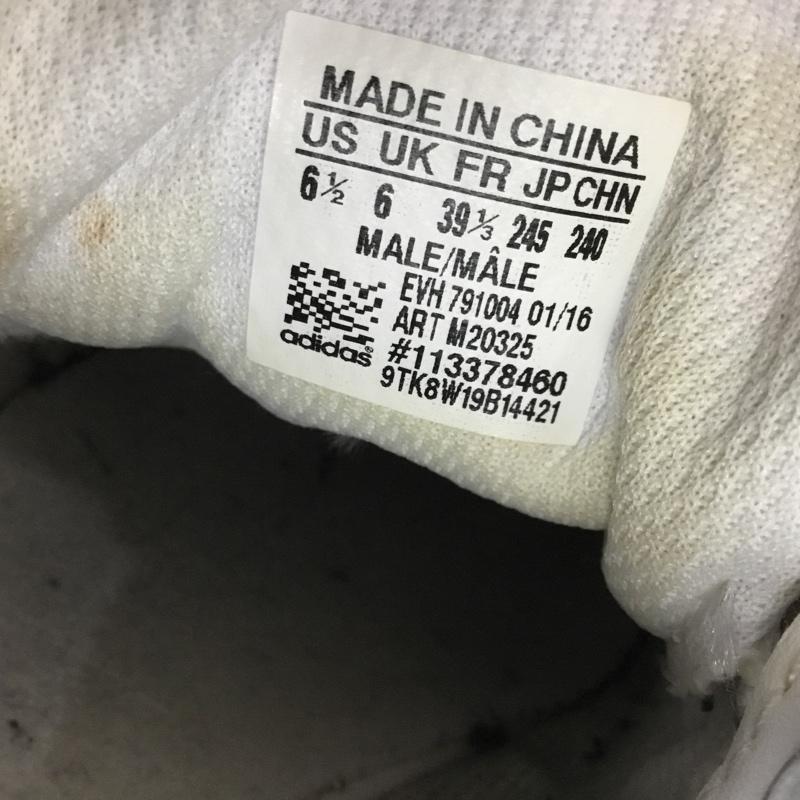 MADE IN CHINA
US UK FR JP CHN
6½ 6 39⅓ 245 240
MALE/MÂLE
EVH 791004 01/16
ART M20325
adidas®
#113378460
9TK8W19B14421